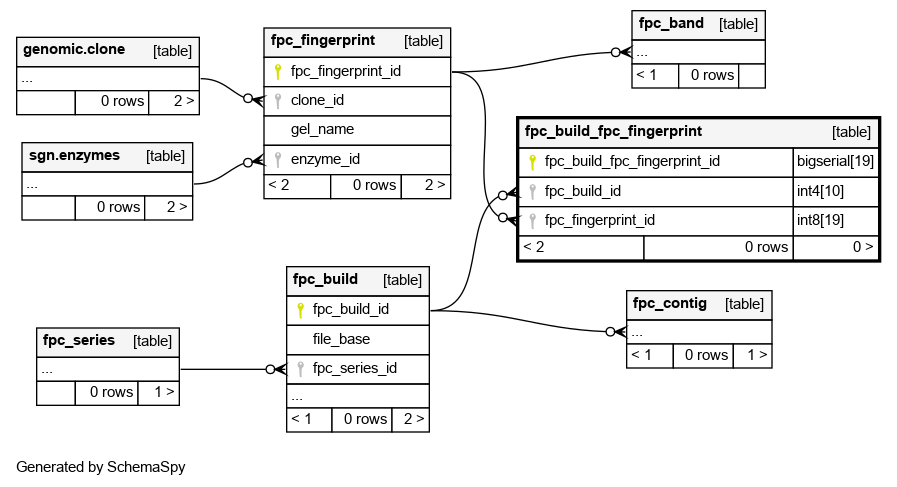 genomic.clone [table]
...
0 rows 2 >
sgn.enzymes [table]
...
0 rows 2 >
fpc_fingerprint [table]
fpc_fingerprint_id
clone_id
gel_name
enzyme_id
< 2 0 rows 2 >
fpc_band [table]
...
< 1 0 rows
fpc_build_fpc_fingerprint [table]
fpc_build_fpc_fingerprint_id bigserial[19]
fpc_build_id int4[10]
fpc_fingerprint_id int8[19]
< 2 0 rows 0 >
fpc_series [table]
...
0 rows 1 >
fpc_build [table]
fpc_build_id
file_base
fpc_series_id
...
< 1 0 rows 2 >
fpc_contig [table]
...
< 1 0 rows 1 >
Generated by SchemaSpy